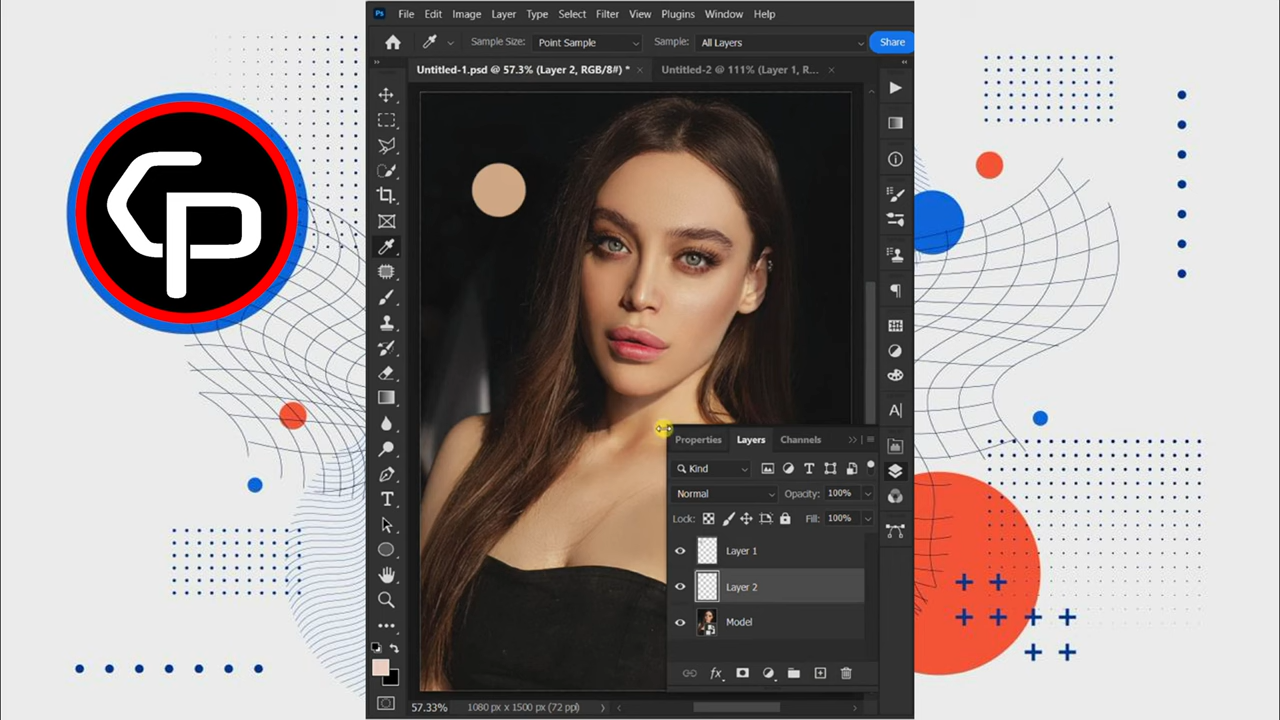 CP
Ps File Edit Image Layer Type Select Filter View Plugins Window Help
Sample Size: Point Sample Sample: All Layers Share
Untitled-1.psd @ 57.3% (Layer 2, RGB/8#) * × Untitled-2 @ 111% (Layer 1, R... ×
Properties Layers Channels
Kind
Normal Opacity: 100%
Lock: Fill: 100%
Layer 1
Layer 2
Model
fx
57.33% 1080 px x 1500 px (72 ppi)